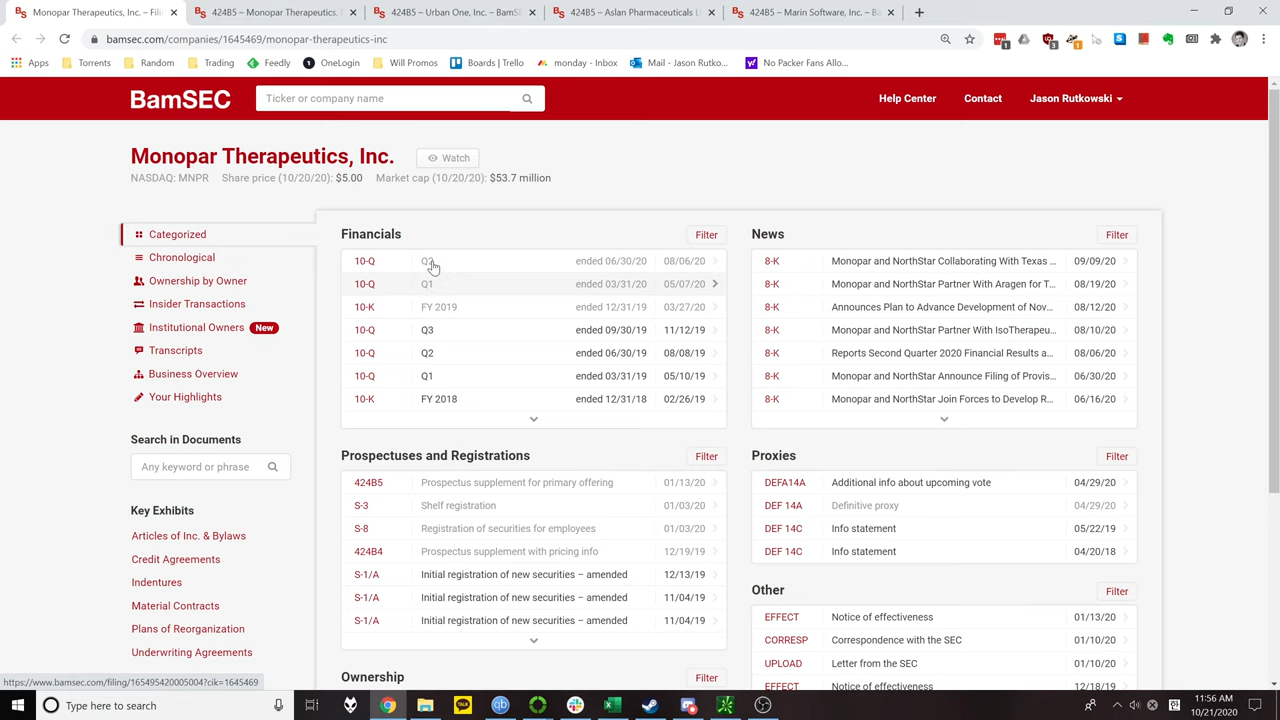 Monopar Therapeutics, Inc. – Fil
424B5 - Monopar Therapeutics, I
424B5 – Urban One, Inc. – BamSE
424B5 – Aslan Pharmaceuticals L
424B5 – Marin Software, Inc. – B
bamsec.com/companies/1645469/monopar-therapeutics-inc
Apps
Torrents
Random
Trading
Feedly
OneLogin
Will Promos
Boards | Trello
monday - Inbox
Mail - Jason Rutko...
No Packer Fans Allo...
BamSEC
Ticker or company name
Help Center
Contact
Jason Rutkowski
Monopar Therapeutics, Inc.
Watch
NASDAQ: MNPR Share price (10/20/20): $5.00 Market cap (10/20/20): $53.7 million
Categorized
Chronological
Ownership by Owner
Insider Transactions
Institutional Owners New
Transcripts
Business Overview
Your Highlights
Search in Documents
Any keyword or phrase
Key Exhibits
Articles of Inc. & Bylaws
Credit Agreements
Indentures
Material Contracts
Plans of Reorganization
Underwriting Agreements
Financials Filter
10-Q Q2 ended 06/30/20 08/06/20
10-Q Q1 ended 03/31/20 05/07/20
10-K FY 2019 ended 12/31/19 03/27/20
10-Q Q3 ended 09/30/19 11/12/19
10-Q Q2 ended 06/30/19 08/08/19
10-Q Q1 ended 03/31/19 05/10/19
10-K FY 2018 ended 12/31/18 02/26/19
Prospectuses and Registrations Filter
424B5 Prospectus supplement for primary offering 01/13/20
S-3 Shelf registration 01/03/20
S-8 Registration of securities for employees 01/03/20
424B4 Prospectus supplement with pricing info 12/19/19
S-1/A Initial registration of new securities – amended 12/13/19
S-1/A Initial registration of new securities – amended 11/04/19
S-1/A Initial registration of new securities – amended 11/04/19
Ownership Filter
News Filter
8-K Monopar and NorthStar Collaborating With Texas ... 09/09/20
8-K Monopar and NorthStar Partner With Aragen for T... 08/19/20
8-K Announces Plan to Advance Development of Nov... 08/12/20
8-K Monopar and NorthStar Partner With IsoTherapeu... 08/10/20
8-K Reports Second Quarter 2020 Financial Results a... 08/06/20
8-K Monopar and NorthStar Announce Filing of Provis... 06/30/20
8-K Monopar and NorthStar Join Forces to Develop R... 06/16/20
Proxies Filter
DEFA14A Additional info about upcoming vote 04/29/20
DEF 14A Definitive proxy 04/29/20
DEF 14C Info statement 05/22/19
DEF 14C Info statement 04/20/18
Other Filter
EFFECT Notice of effectiveness 01/13/20
CORRESP Correspondence with the SEC 01/10/20
UPLOAD Letter from the SEC 01/10/20
EFFECT Notice of effectiveness 12/18/19
https://www.bamsec.com/filing/165495420005004?cik=1645469
Type here to search
11:56 AM
10/21/2020